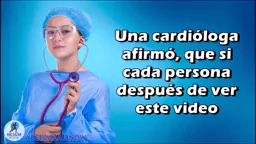 Una cardióloga
afirmó, que si
cada persona
después de ver
este video